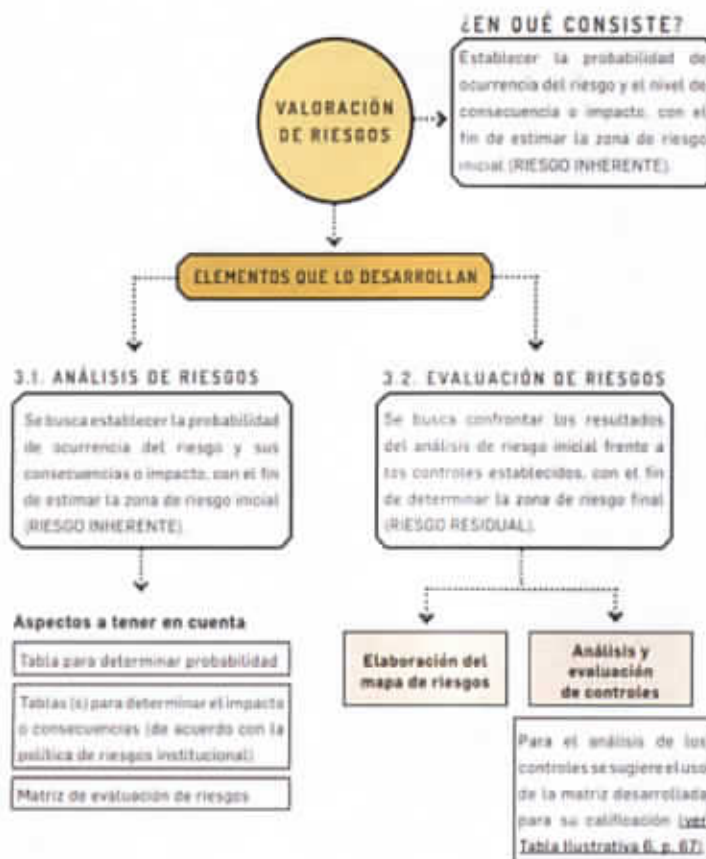 ¿EN QUÉ CONSISTE?
Establecer la probabilidad de
ocurrencia del riesgo y el nivel de
consecuencia o impacto, con el
fin de estimar la zona de riesgo
inicial (RIESGO INHERENTE).
VALORACIÓN
DE RIESGOS
ELEMENTOS QUE LO DESARROLLAN
3.1. ANÁLISIS DE RIESGOS
Se busca establecer la probabilidad
de ocurrencia del riesgo y sus
consecuencias o impacto, con el fin
de estimar la zona de riesgo inicial
(RIESGO INHERENTE).
Aspectos a tener en cuenta
Tabla para determinar probabilidad
Tablas (s) para determinar el impacto
o consecuencias (de acuerdo con la
política de riesgos institucional)
Matriz de evaluación de riesgos
3.2. EVALUACIÓN DE RIESGOS
Se busca confrontar los resultados
del análisis de riesgo inicial frente a
los controles establecidos, con el fin
de determinar la zona de riesgo final
(RIESGO RESIDUAL).
Elaboración del
mapa de riesgos
Análisis y
evaluación
de controles
Para el análisis de los
controles se sugiere el uso
de la matriz desarrollada
para su calificación (ver
Tabla Ilustrativa 6, p. 67)